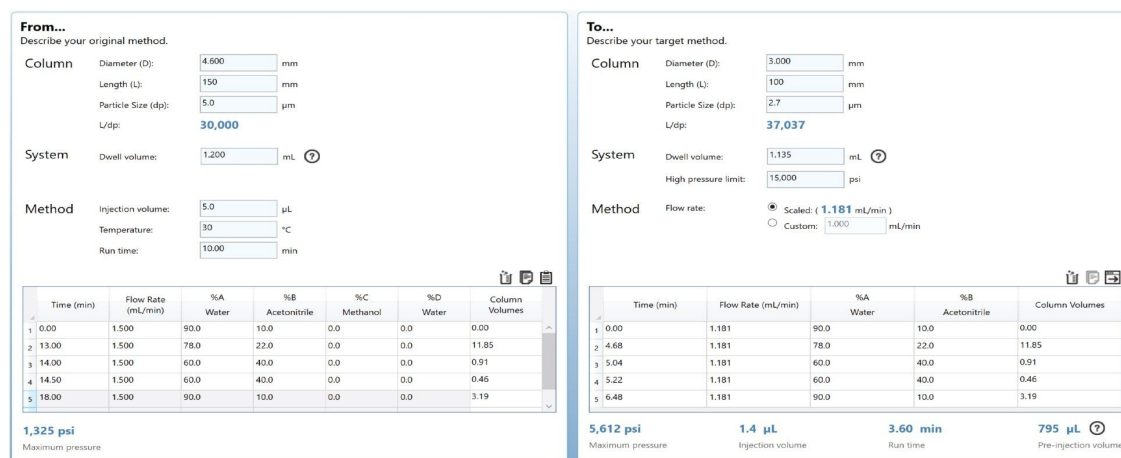 From...
Describe your original method.
Column
Diameter (D): 4.600 mm
Length (L): 150 mm
Particle Size (dp): 5.0 µm
L/dp: 30,000
System
Dwell volume: 1.200 mL ?
Method
Injection volume: 5.0 µL
Temperature: 30 °C
Run time: 10.00 min
Time (min) Flow Rate (mL/min) %A Water %B Acetonitrile %C Methanol %D Water Column Volumes
1 0.00 1.500 90.0 10.0 0.0 0.0 0.00
2 13.00 1.500 78.0 22.0 0.0 0.0 11.85
3 14.00 1.500 60.0 40.0 0.0 0.0 0.91
4 14.50 1.500 60.0 40.0 0.0 0.0 0.46
5 18.00 1.500 90.0 10.0 0.0 0.0 3.19
1,325 psi
Maximum pressure
To...
Describe your target method.
Column
Diameter (D): 3.000 mm
Length (L): 100 mm
Particle Size (dp): 2.7 µm
L/dp: 37,037
System
Dwell volume: 1.135 mL ?
High pressure limit: 15,000 psi
Method
Flow rate: Scaled: ( 1.181 mL/min )
Custom: 1.000 mL/min
Time (min) Flow Rate (mL/min) %A Water %B Acetonitrile Column Volumes
1 0.00 1.181 90.0 10.0 0.00
2 4.68 1.181 78.0 22.0 11.85
3 5.04 1.181 60.0 40.0 0.91
4 5.22 1.181 60.0 40.0 0.46
5 6.48 1.181 90.0 10.0 3.19
5,612 psi 1.4 µL 3.60 min 795 µL ?
Maximum pressure Injection volume Run time Pre-injection volume